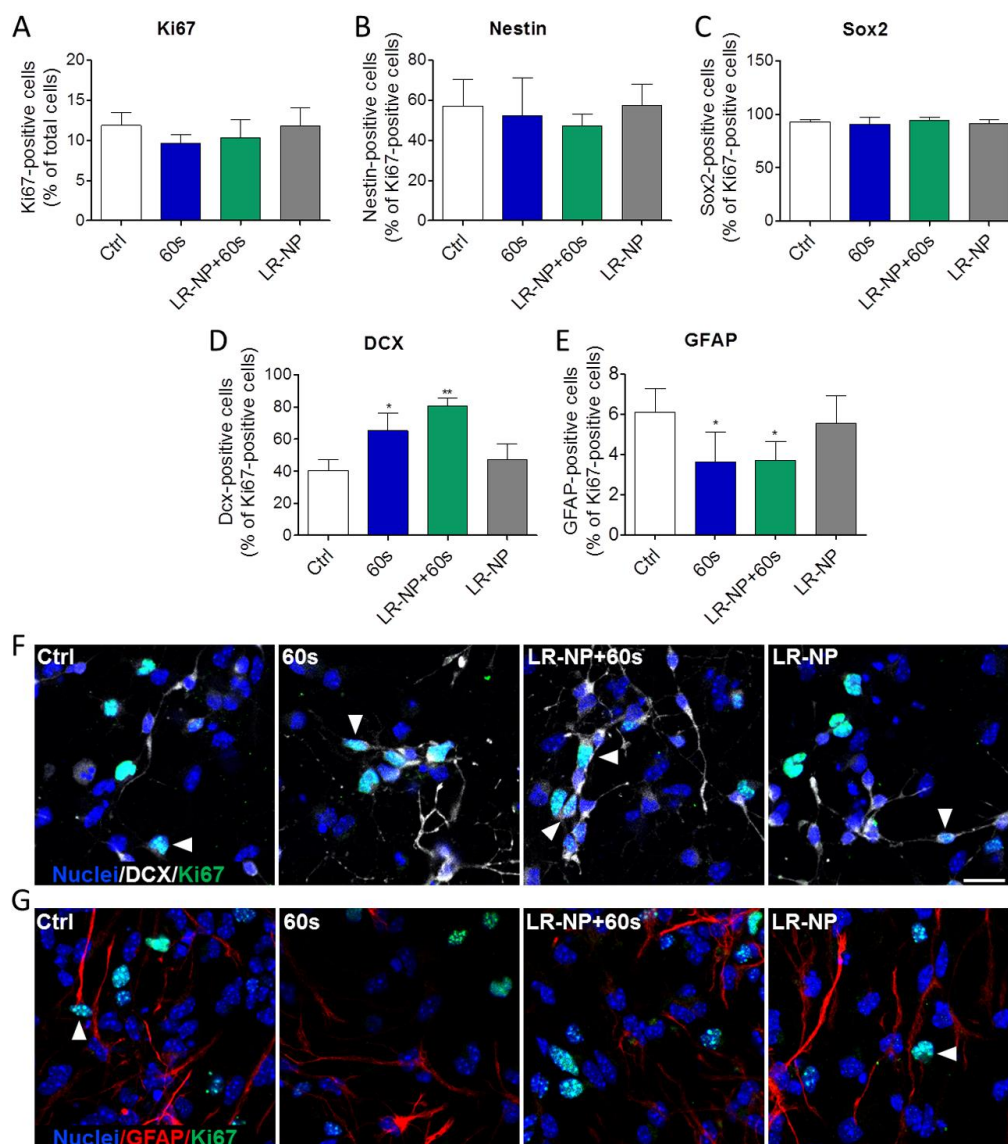 A
Ki67
Ki67-positive cells
(% of total cells)
20
15
10
5
0
Ctrl
60s
LR-NP+60s
LR-NP
B
Nestin
Nestin-positive cells
(% of Ki67-positive cells)
80
60
40
20
0
Ctrl
60s
LR-NP+60s
LR-NP
C
Sox2
Sox2-positive cells
(% of Ki67-positive cells)
150
100
50
0
Ctrl
60s
LR-NP+60s
LR-NP
D
DCX
Dcx-positive cells
(% of Ki67-positive cells)
100
80
60
40
20
0
*
**
Ctrl
60s
LR-NP+60s
LR-NP
E
GFAP
GFAP-positive cells
(% of Ki67-positive cells)
8
6
4
2
0
*
*
Ctrl
60s
LR-NP+60s
LR-NP
F
Ctrl
60s
LR-NP+60s
LR-NP
Nuclei/DCX/Ki67
G
Ctrl
60s
LR-NP+60s
LR-NP
Nuclei/GFAP/Ki67